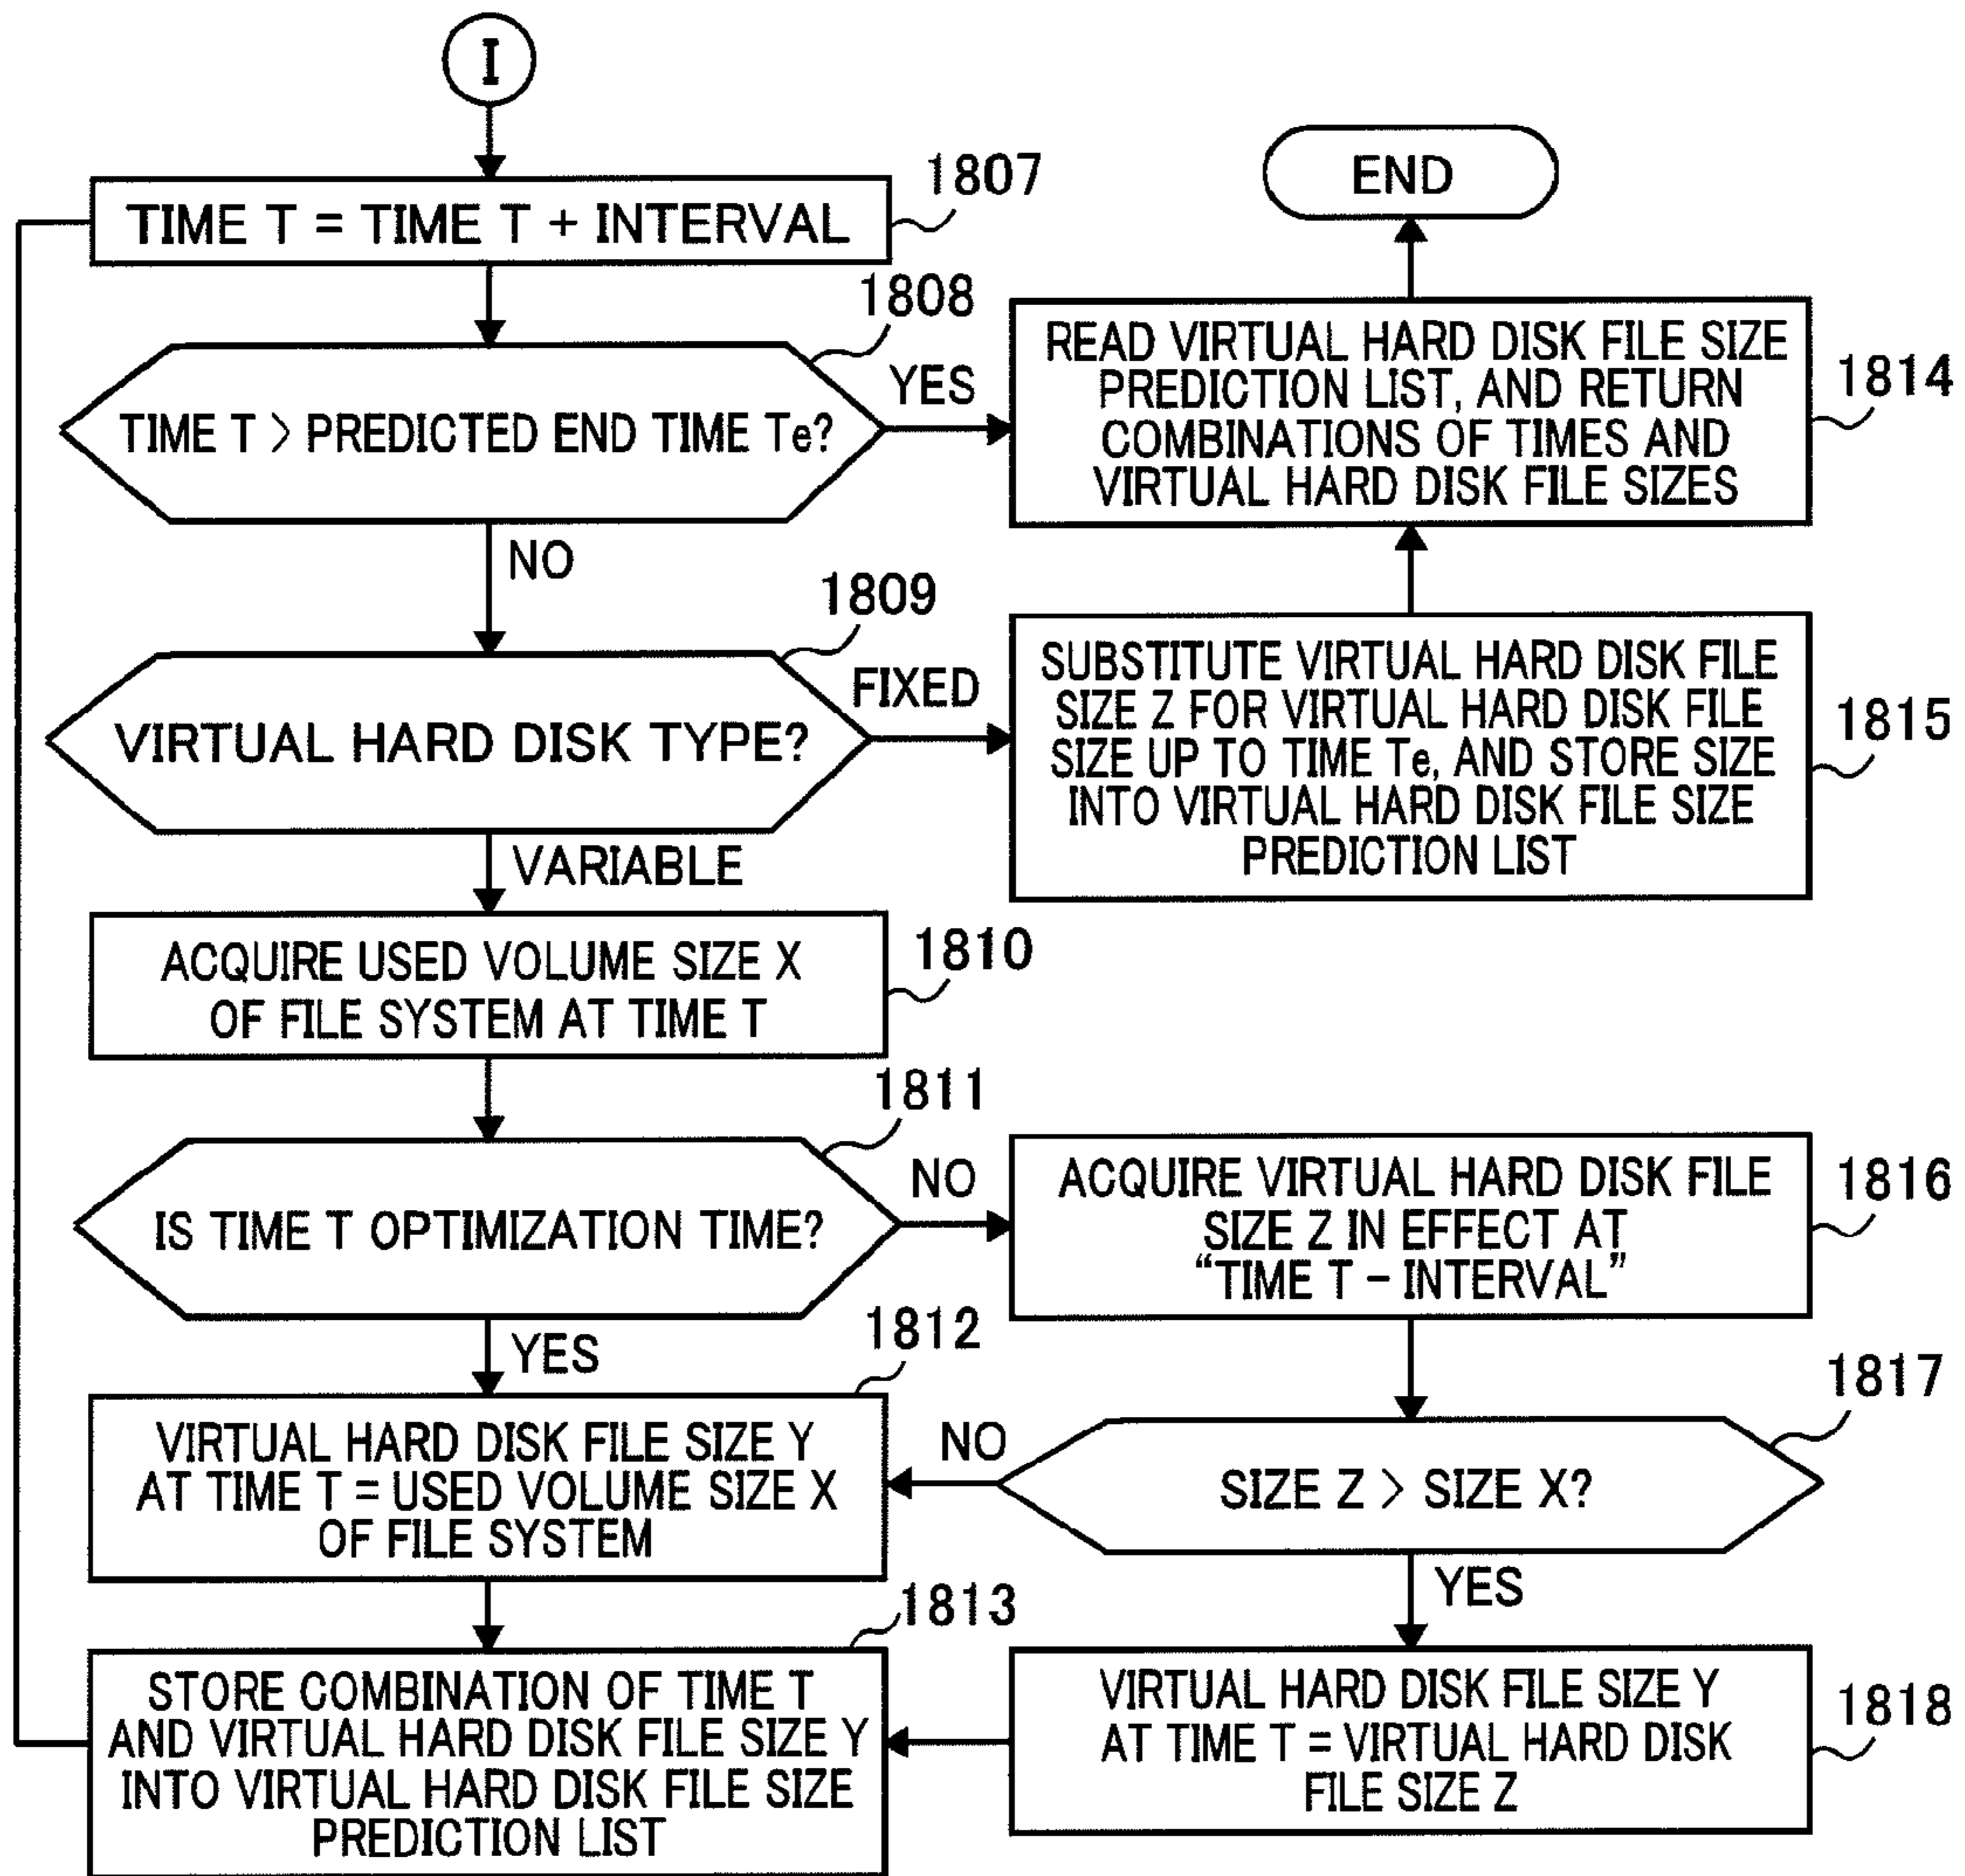 I
TIME T = TIME T + INTERVAL
1807
END
1808
TIME T > PREDICTED END TIME Te?
YES
NO
READ VIRTUAL HARD DISK FILE SIZE
PREDICTION LIST, AND RETURN
COMBINATIONS OF TIMES AND
VIRTUAL HARD DISK FILE SIZES
1814
1809
VIRTUAL HARD DISK TYPE?
FIXED
VARIABLE
SUBSTITUTE VIRTUAL HARD DISK FILE
SIZE Z FOR VIRTUAL HARD DISK FILE
SIZE UP TO TIME Te, AND STORE SIZE
INTO VIRTUAL HARD DISK FILE SIZE
PREDICTION LIST
1815
ACQUIRE USED VOLUME SIZE X
OF FILE SYSTEM AT TIME T
1810
1811
IS TIME T OPTIMIZATION TIME?
NO
YES
ACQUIRE VIRTUAL HARD DISK FILE
SIZE Z IN EFFECT AT
“TIME T – INTERVAL”
1816
1812
VIRTUAL HARD DISK FILE SIZE Y
AT TIME T = USED VOLUME SIZE X
OF FILE SYSTEM
NO
1817
SIZE Z > SIZE X?
YES
1813
STORE COMBINATION OF TIME T
AND VIRTUAL HARD DISK FILE SIZE Y
INTO VIRTUAL HARD DISK FILE SIZE
PREDICTION LIST
VIRTUAL HARD DISK FILE SIZE Y
AT TIME T = VIRTUAL HARD DISK
FILE SIZE Z
1818